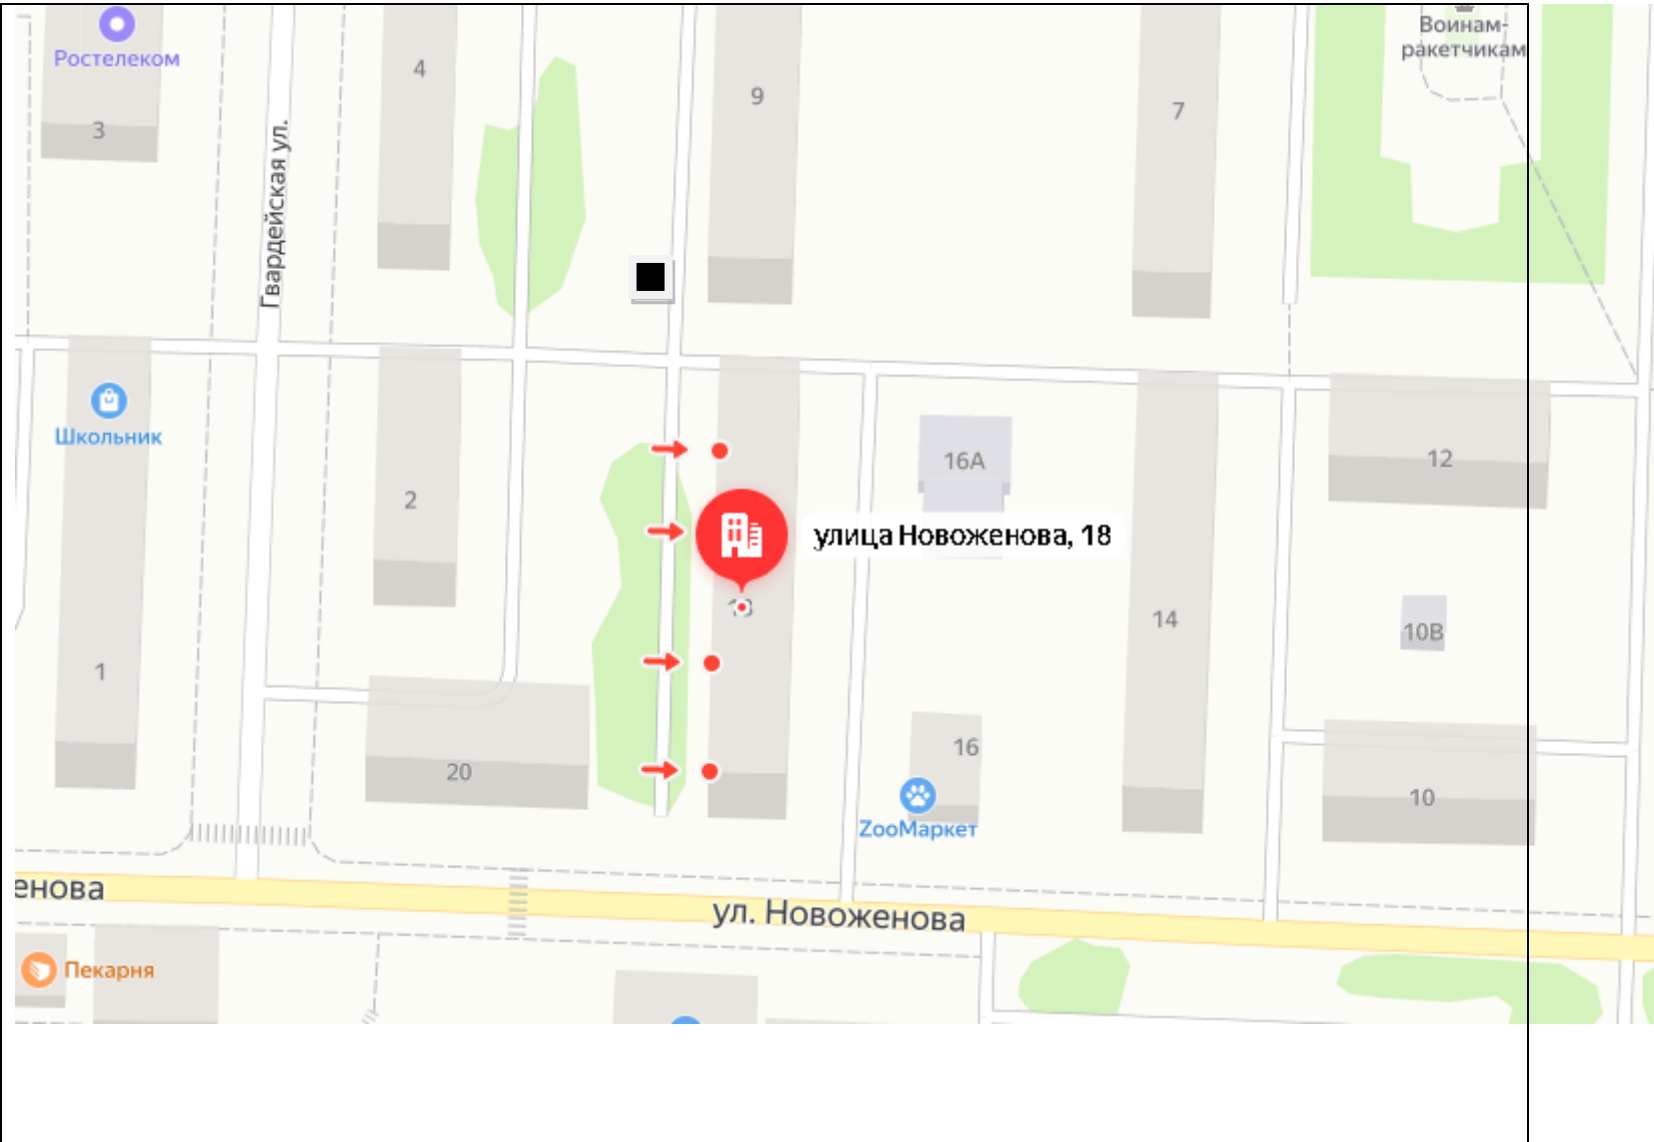 Ростелеком
3
4
9
7
Воинам-
ракетчикам
Гвардейская ул.
Школьник
1
2
16А
12
улица Новоженова, 18
18
14
10В
20
16
ZooМаркет
10
енова
ул. Новоженова
Пекарня